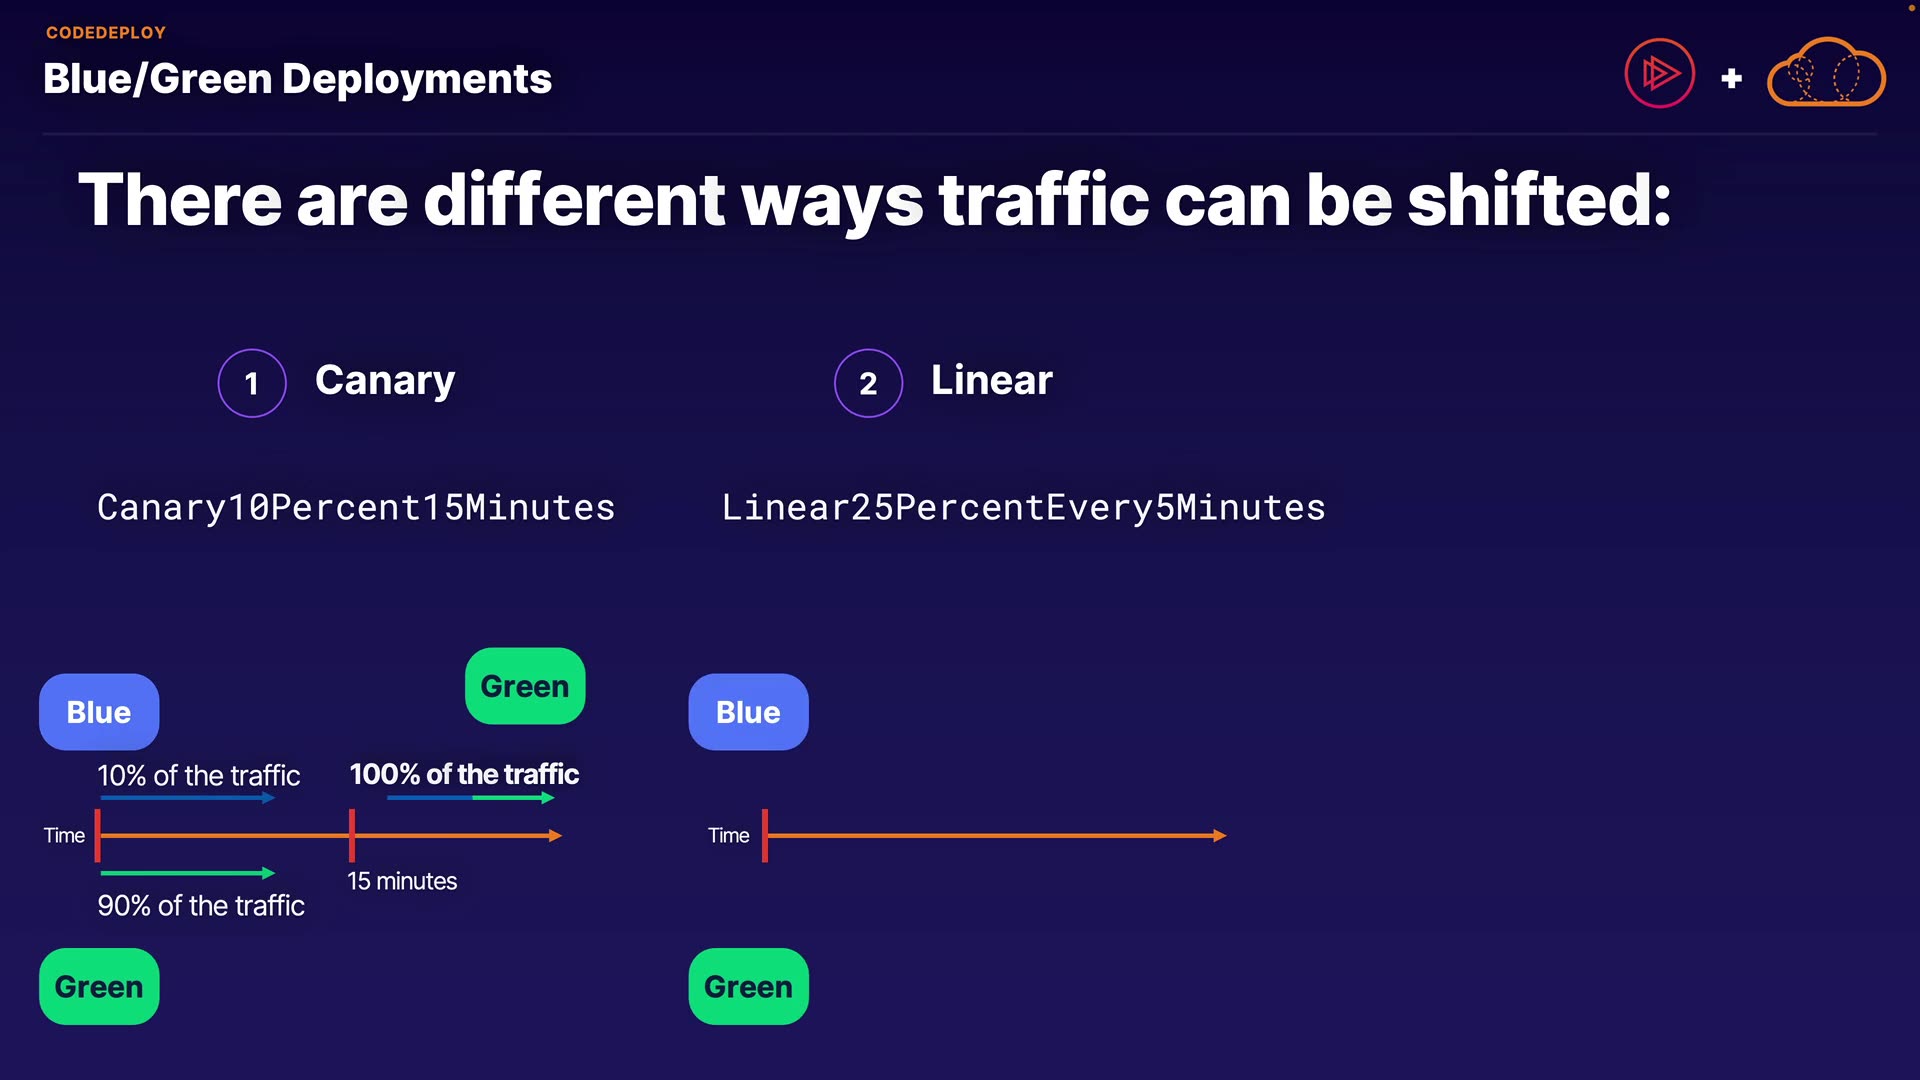 CODEDEPLOY
Blue/Green Deployments
+
There are different ways traffic can be shifted:
1 Canary
2 Linear
Canary10Percent15Minutes
Linear25PercentEvery5Minutes
Blue
Green
10% of the traffic
100% of the traffic
Time
15 minutes
90% of the traffic
Green
Blue
Time
Green